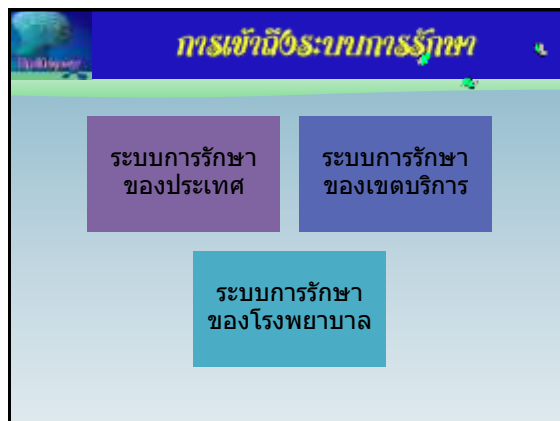 การเข้าถึงระบบการรักษา
ระบบการรักษา
ของประเทศ
ระบบการรักษา
ของเขตบริการ
ระบบการรักษา
ของโรงพยาบาล